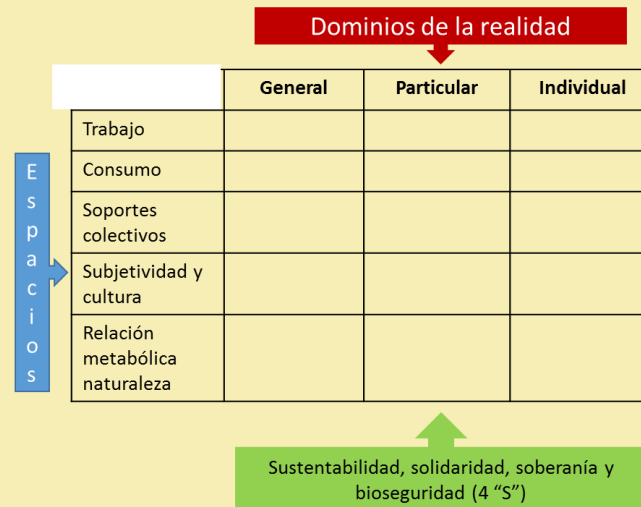 Dominios de la realidad
General Particular Individual
Trabajo
Consumo
Soportes
colectivos
Subjetividad y
cultura
Relación
metabólica
naturaleza
Espacios
Sustentabilidad, solidaridad, soberanía y
bioseguridad (4 “S”)